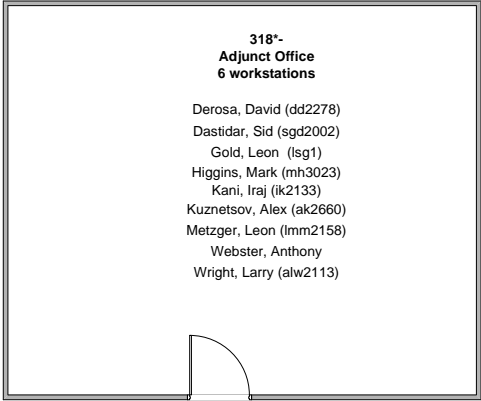 318*-
Adjunct Office
6 workstations
Derosa, David (dd2278)
Dastidar, Sid (sgd2002)
Gold, Leon  (lsg1)
Higgins, Mark (mh3023)
Kani, Iraj (ik2133)
Kuznetsov, Alex (ak2660)
Metzger, Leon (lmm2158)
Webster, Anthony
Wright, Larry (alw2113)